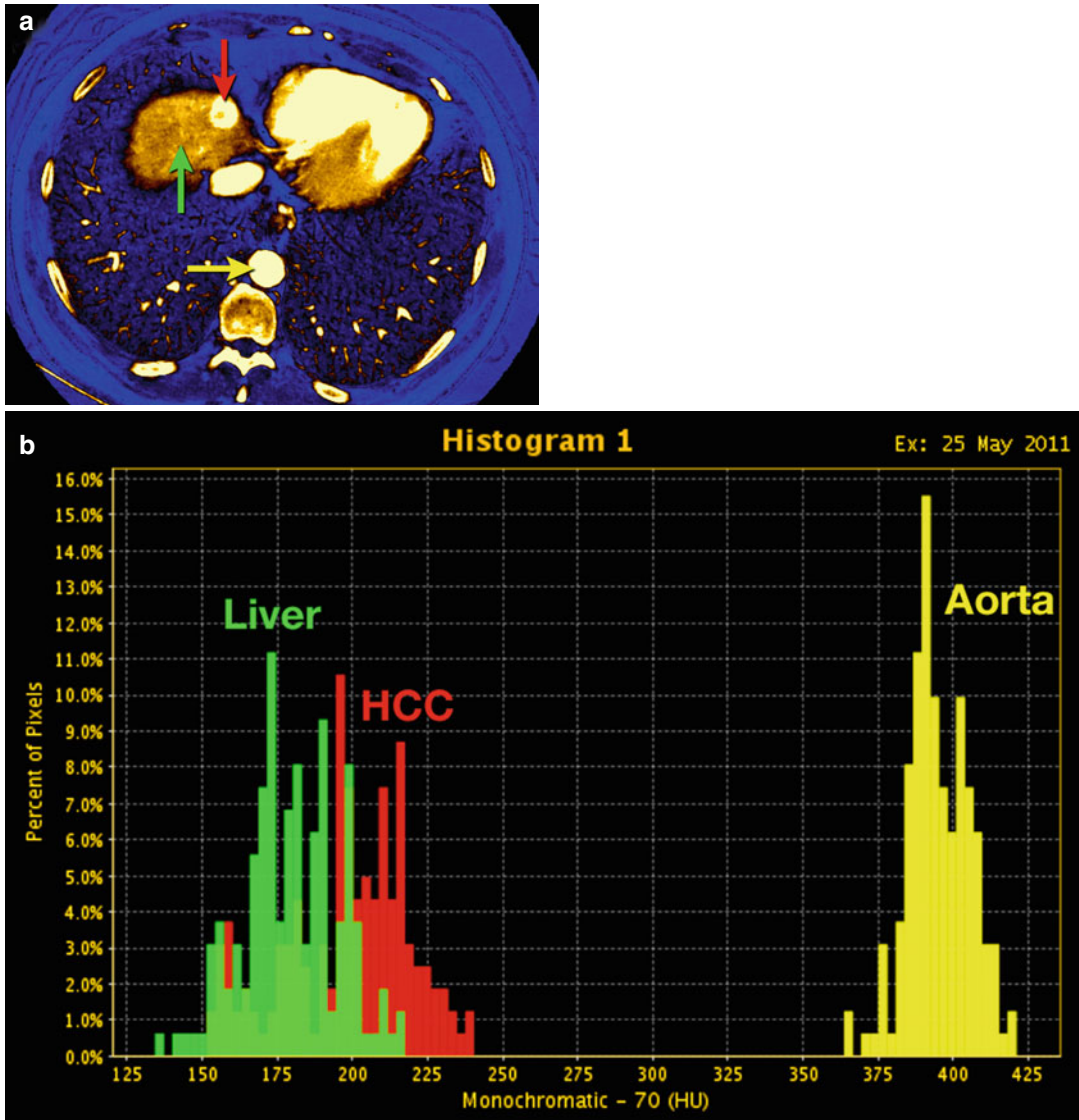 a
b
Histogram 1
Ex: 25 May 2011
16.0%
15.0%
14.0%
13.0%
12.0%
11.0%
10.0%
9.0%
8.0%
7.0%
6.0%
5.0%
4.0%
3.0%
2.0%
1.0%
0.0%
Percent of Pixels
Liver
HCC
Aorta
125 150 175 200 225 250 275 300 325 350 375 400 425
Monochromatic - 70 (HU)